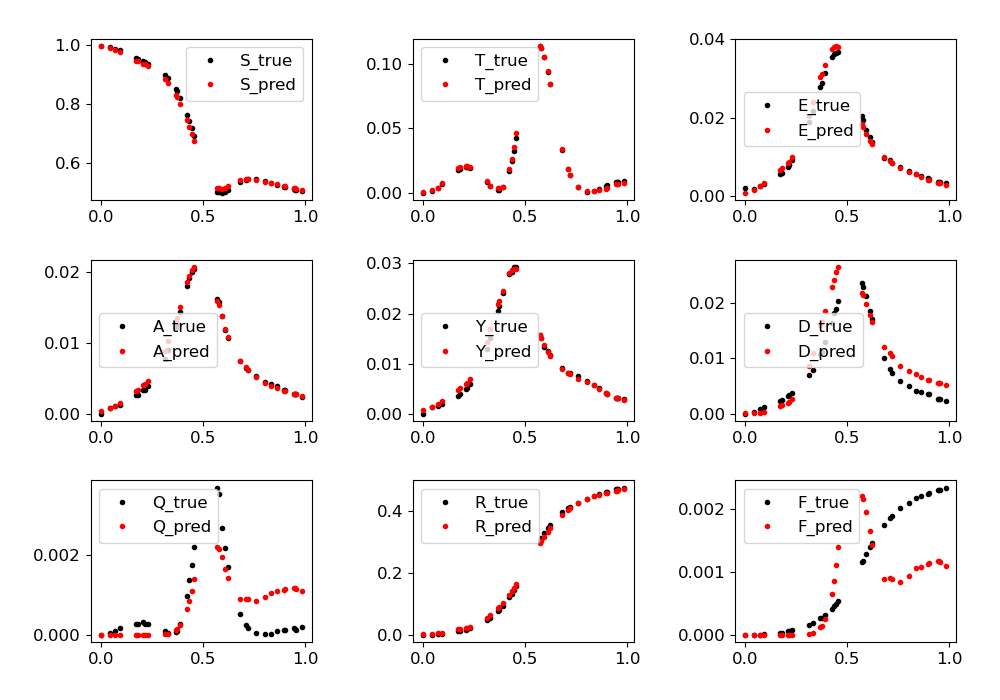 1.0
0.8
0.6
0.0 0.5 1.0
S_true
S_pred
0.10
0.05
0.00
0.0 0.5 1.0
T_true
T_pred
0.04
0.02
0.00
0.0 0.5 1.0
E_true
E_pred
0.02
0.01
0.00
0.0 0.5 1.0
A_true
A_pred
0.03
0.02
0.01
0.00
0.0 0.5 1.0
Y_true
Y_pred
0.02
0.01
0.00
0.0 0.5 1.0
D_true
D_pred
0.002
0.000
0.0 0.5 1.0
Q_true
Q_pred
0.4
0.2
0.0
0.0 0.5 1.0
R_true
R_pred
0.002
0.001
0.000
0.0 0.5 1.0
F_true
F_pred